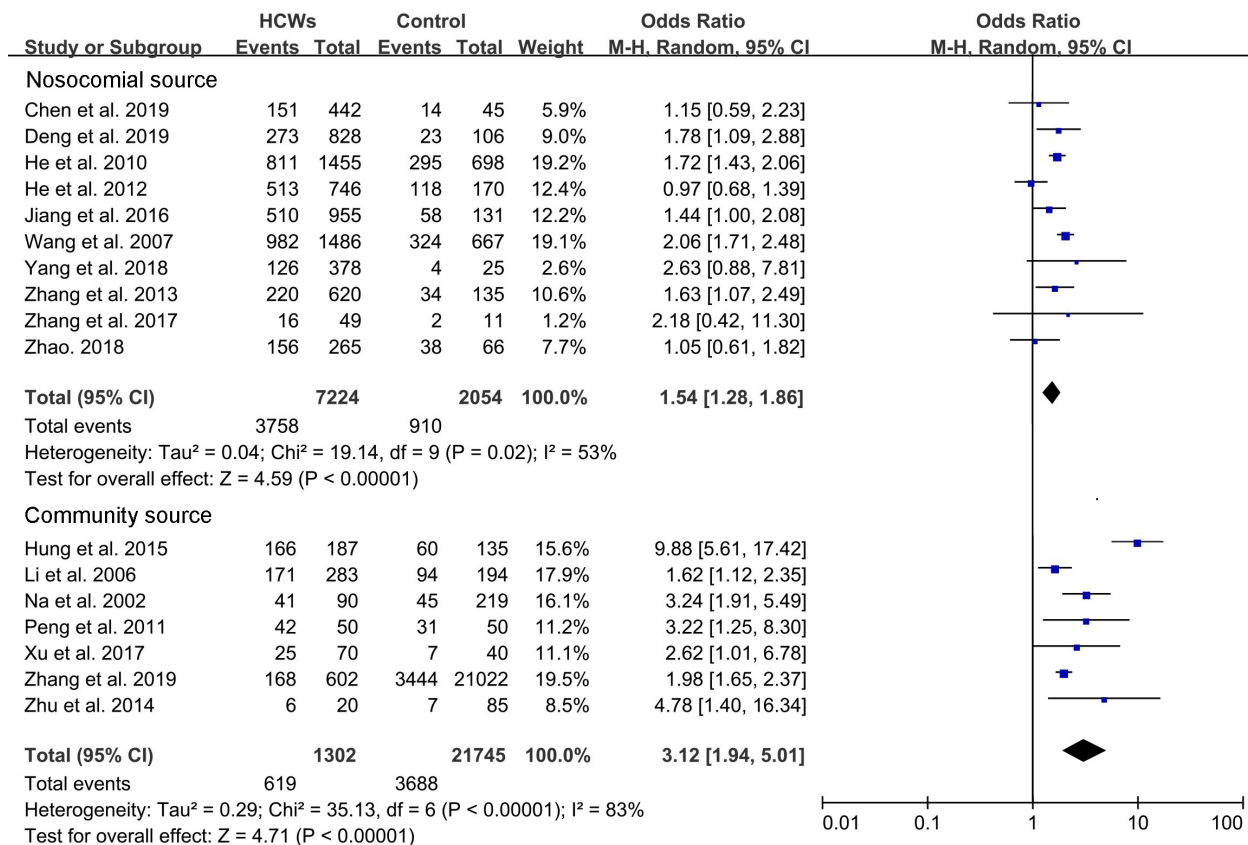 HCWs Control Odds Ratio Odds Ratio
Study or Subgroup Events Total Events Total Weight M-H, Random, 95% CI M-H, Random, 95% CI
Nosocomial source
Chen et al. 2019 151 442 14 45 5.9% 1.15 [0.59, 2.23]
Deng et al. 2019 273 828 23 106 9.0% 1.78 [1.09, 2.88]
He et al. 2010 811 1455 295 698 19.2% 1.72 [1.43, 2.06]
He et al. 2012 513 746 118 170 12.4% 0.97 [0.68, 1.39]
Jiang et al. 2016 510 955 58 131 12.2% 1.44 [1.00, 2.08]
Wang et al. 2007 982 1486 324 667 19.1% 2.06 [1.71, 2.48]
Yang et al. 2018 126 378 4 25 2.6% 2.63 [0.88, 7.81]
Zhang et al. 2013 220 620 34 135 10.6% 1.63 [1.07, 2.49]
Zhang et al. 2017 16 49 2 11 1.2% 2.18 [0.42, 11.30]
Zhao. 2018 156 265 38 66 7.7% 1.05 [0.61, 1.82]
Total (95% CI) 7224 2054 100.0% 1.54 [1.28, 1.86]
Total events 3758 910
Heterogeneity: Tau² = 0.04; Chi² = 19.14, df = 9 (P = 0.02); I² = 53%
Test for overall effect: Z = 4.59 (P < 0.00001)
Community source
Hung et al. 2015 166 187 60 135 15.6% 9.88 [5.61, 17.42]
Li et al. 2006 171 283 94 194 17.9% 1.62 [1.12, 2.35]
Na et al. 2002 41 90 45 219 16.1% 3.24 [1.91, 5.49]
Peng et al. 2011 42 50 31 50 11.2% 3.22 [1.25, 8.30]
Xu et al. 2017 25 70 7 40 11.1% 2.62 [1.01, 6.78]
Zhang et al. 2019 168 602 3444 21022 19.5% 1.98 [1.65, 2.37]
Zhu et al. 2014 6 20 7 85 8.5% 4.78 [1.40, 16.34]
Total (95% CI) 1302 21745 100.0% 3.12 [1.94, 5.01]
Total events 619 3688
Heterogeneity: Tau² = 0.29; Chi² = 35.13, df = 6 (P < 0.00001); I² = 83%
Test for overall effect: Z = 4.71 (P < 0.00001)
0.01 0.1 1 10 100